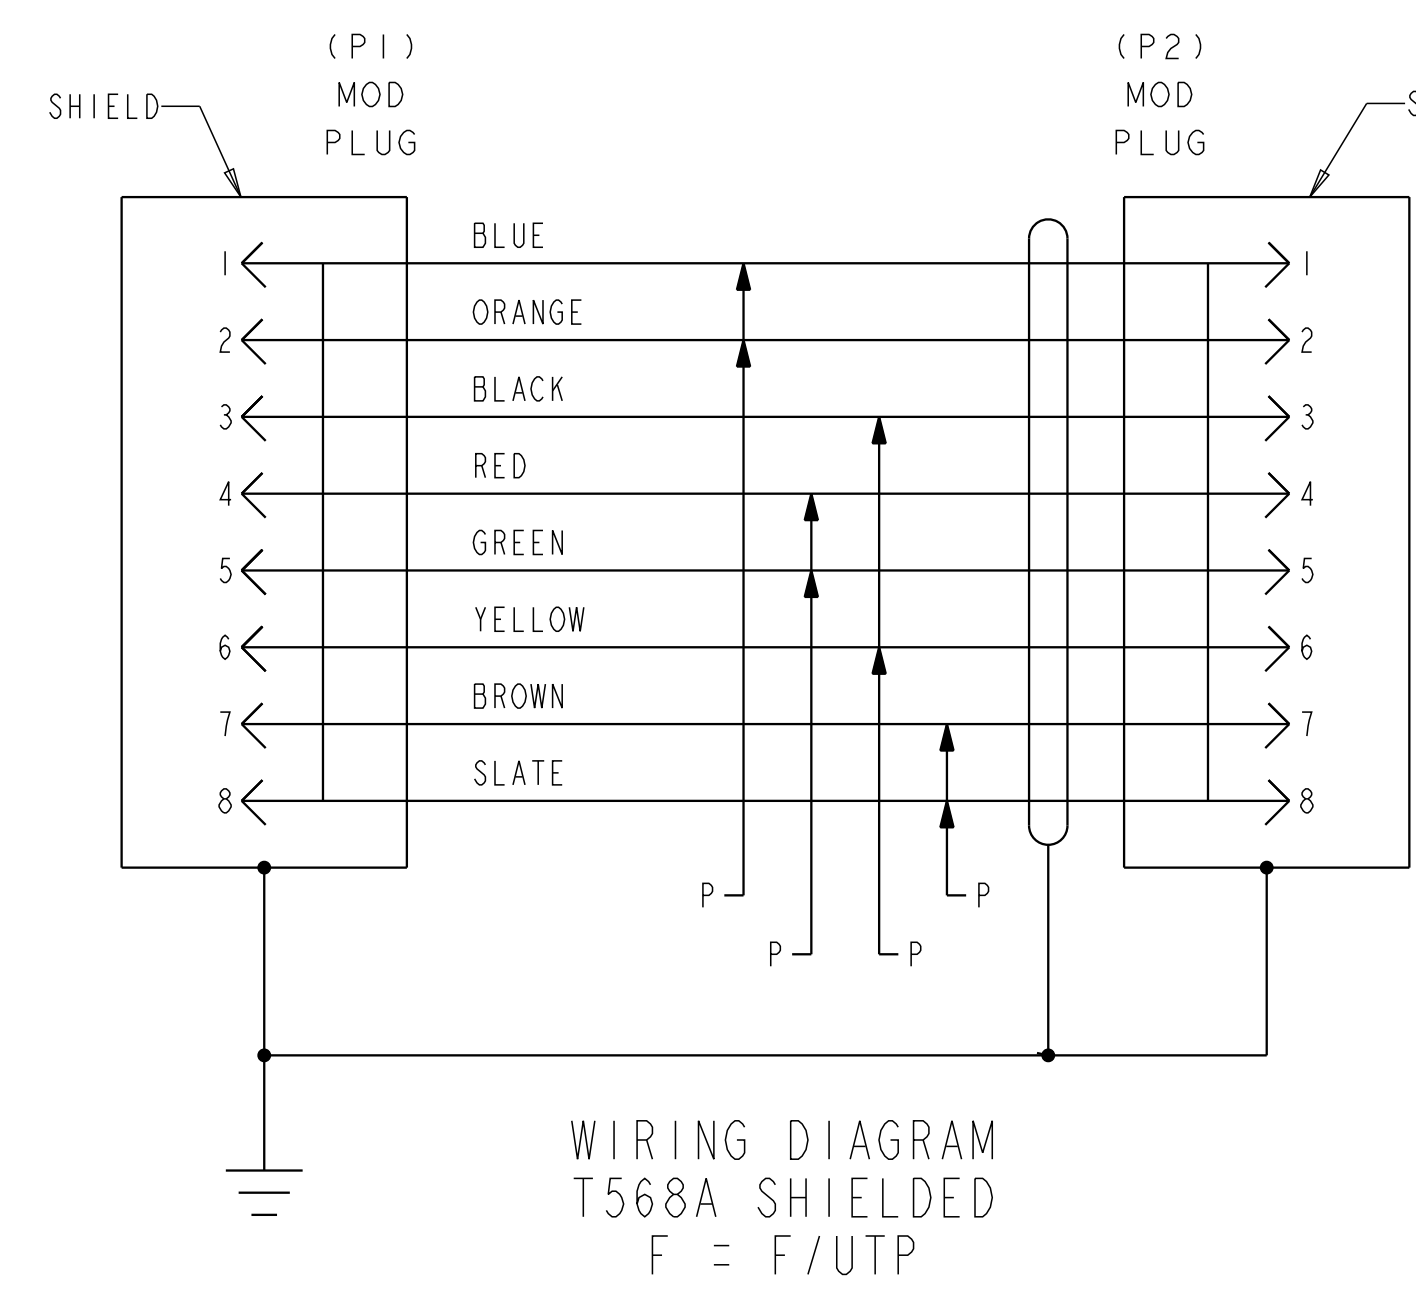 (P1)
MOD
PLUG
SHIELD
(P2)
MOD
PLUG
S
BLUE
1 1
ORANGE
2 2
BLACK
3 3
RED
4 4
GREEN
5 5
YELLOW
6 6
BROWN
7 7
SLATE
8 8
P P
P P
WIRING DIAGRAM
T568A SHIELDED
F = F/UTP